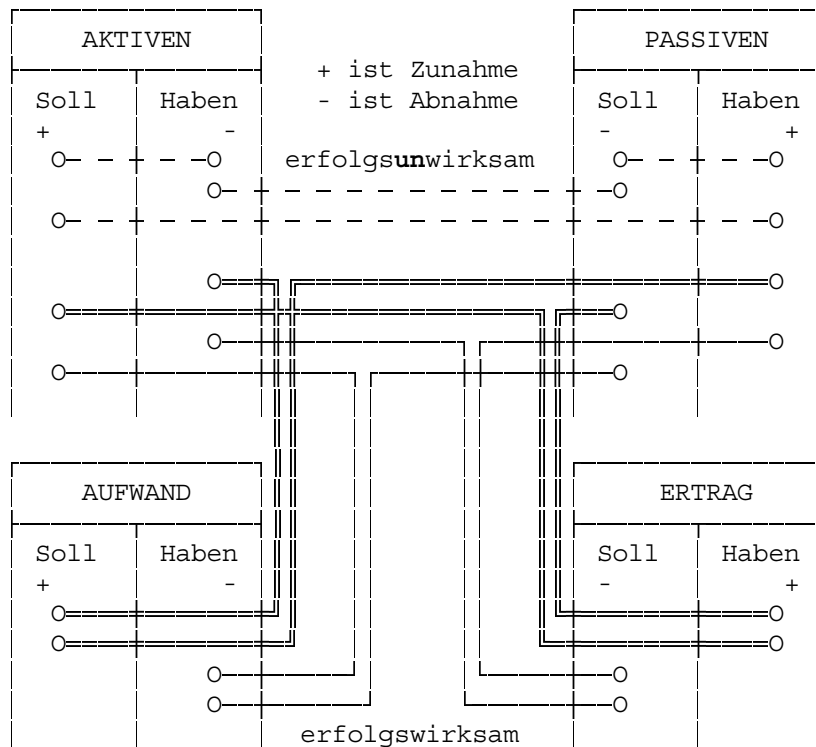 AKTIVEN PASSIVEN
+ ist Zunahme
- ist Abnahme
Soll Haben Soll Haben
+ - - +
erfolgsunwirksam
AUFWAND ERTRAG
Soll Haben Soll Haben
+ - - +
erfolgswirksam